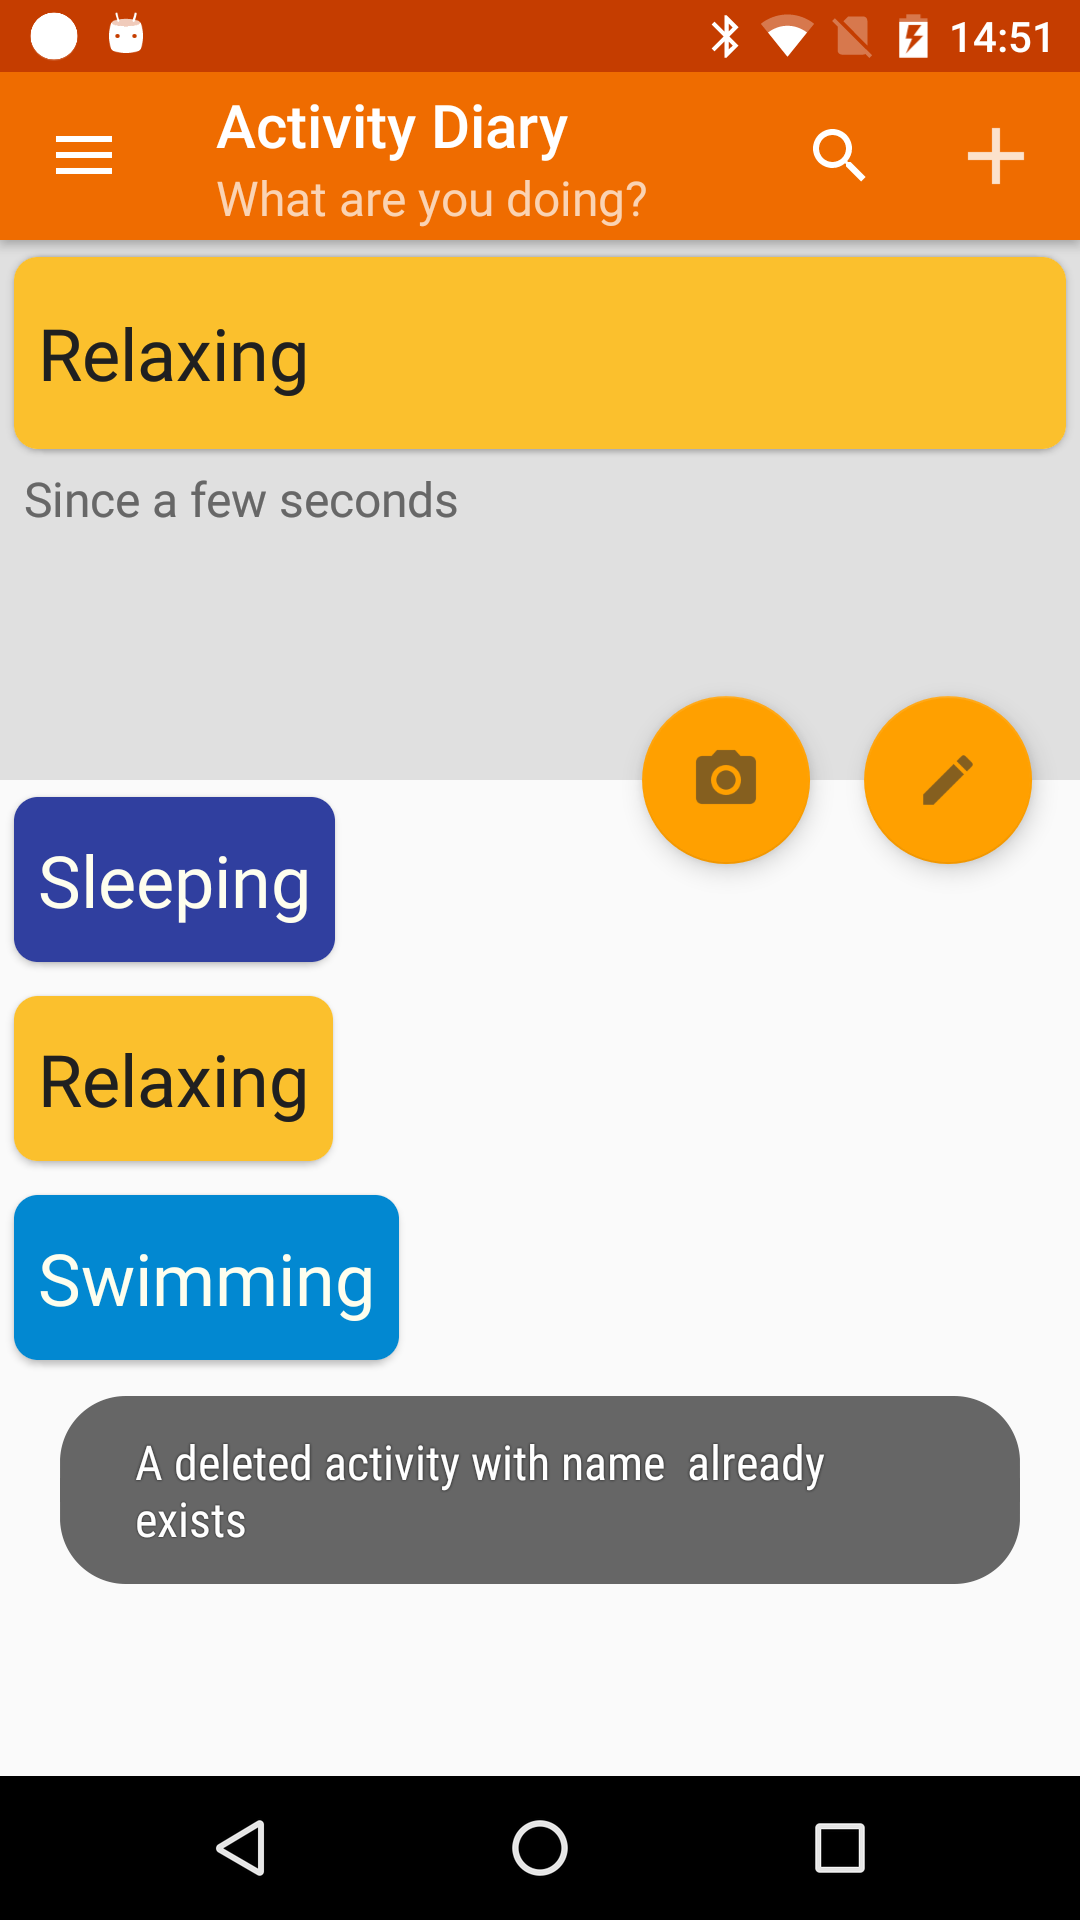 14:51
Activity Diary
What are you doing?
Relaxing
Since a few seconds
Sleeping
Relaxing
Swimming
A deleted activity with name  already
exists